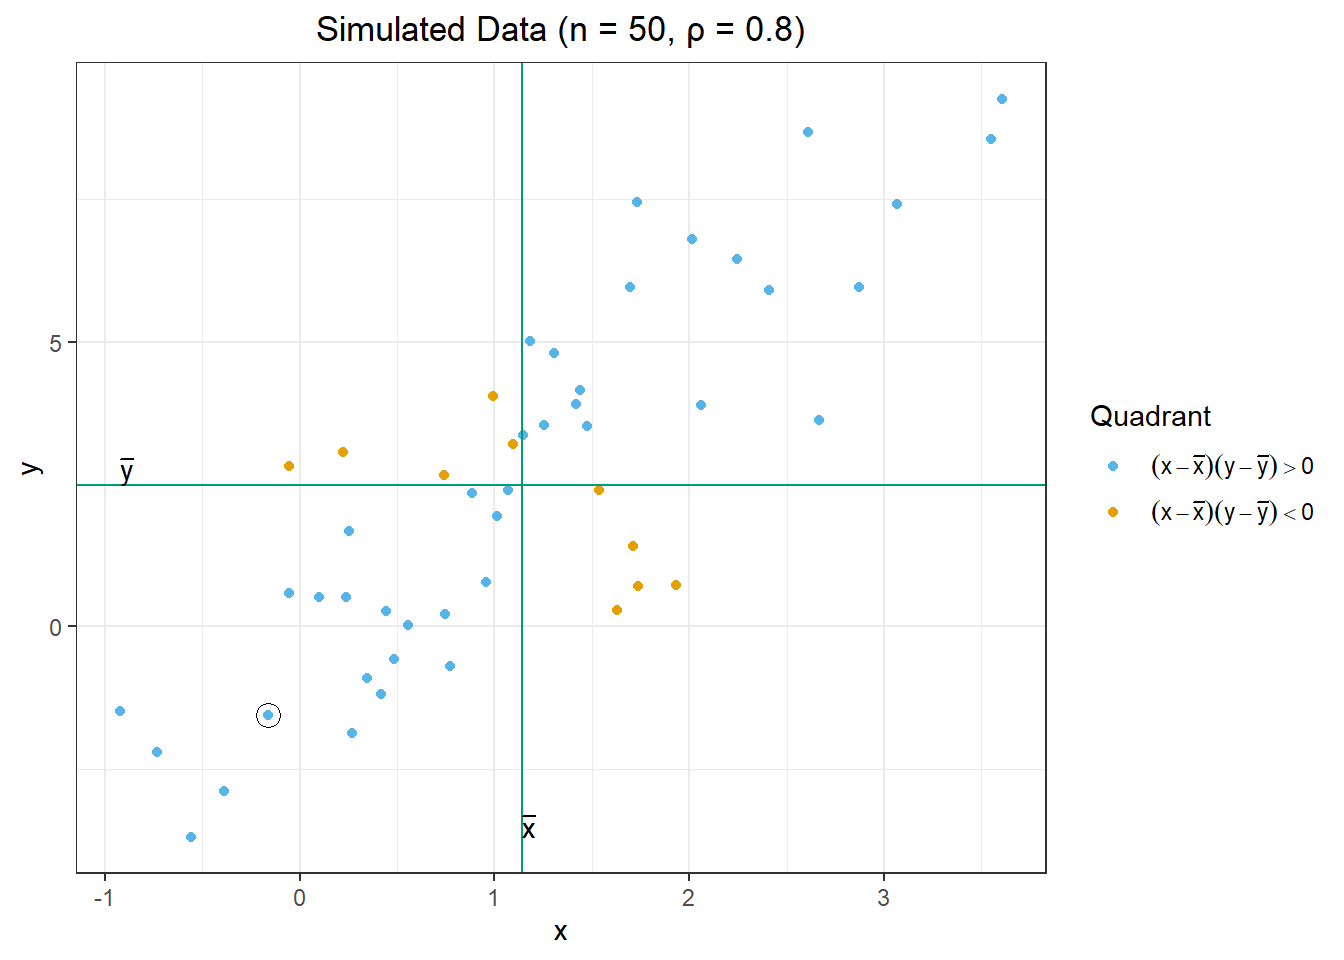 Simulated Data (n = 50, ρ = 0.8)
y
5
0
y̅
x̅
-1
0
1
2
3
x
Quadrant
(x − x̅)(y − y̅) > 0
(x − x̅)(y − y̅) < 0